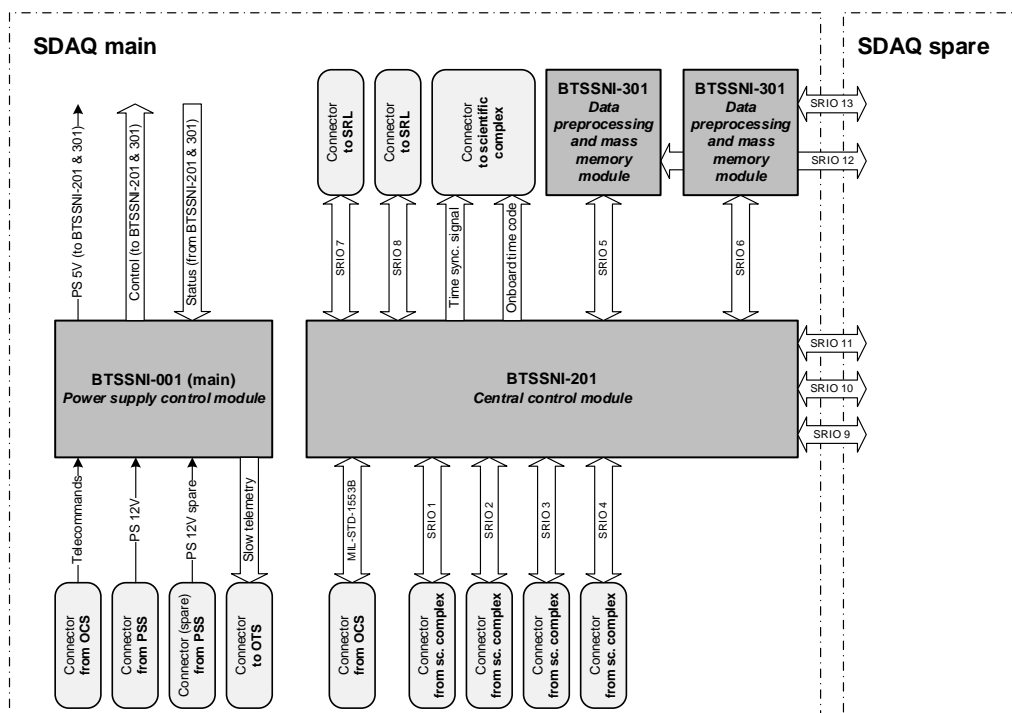 SDAQ main
SDAQ spare
PS 5V (to BTSSNI-201 & 301)
Control (to BTSSNI-201 & 301)
Status (from BTSSNI-201 & 301)
Connector
to SRL
Connector
to SRL
Connector
to scientific
complex
BTSSNI-301
Data
preprocessing
and mass
memory
module
BTSSNI-301
Data
preprocessing
and mass
memory
module
SRIO 13
SRIO 12
SRIO 7
SRIO 8
Time sync. signal
Onboard time code
SRIO 5
SRIO 6
BTSSNI-001 (main)
Power supply control module
BTSSNI-201
Central control module
SRIO 11
SRIO 10
SRIO 9
Telecommands
PS 12V
PS 12V spare
Slow telemetry
MIL-STD-1553B
SRIO 1
SRIO 2
SRIO 3
SRIO 4
Connector
from OCS
Connector
from PSS
Connector (spare)
from PSS
Connector
to OTS
Connector
from OCS
Connector
from sc. complex
Connector
from sc. complex
Connector
from sc. complex
Connector
from sc. complex